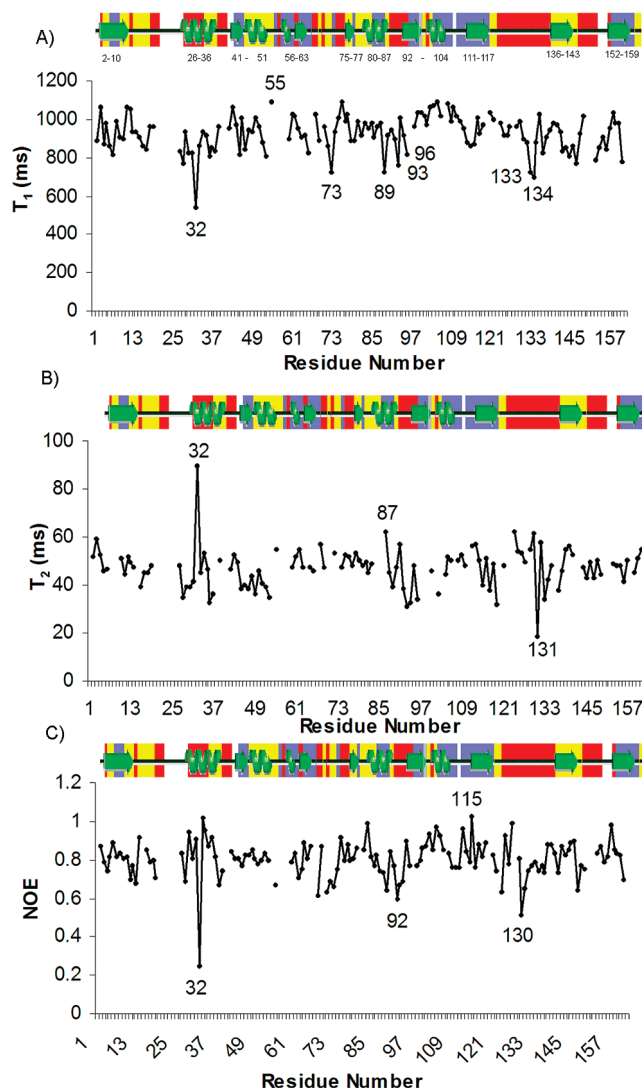 A)
2-10 26-36 41 - 51 56-63 75-77 80-87 92 - 104 111-117 136-143 152-159
1200
1000
800
600
400
200
0
T1 (ms)
55
32
73
89
96
93
133
134
1 13 25 37 49 61 73 85 97 109 121 133 145 157
Residue Number
B)
100
80
60
40
20
0
T2 (ms)
32
87
131
1 13 25 37 49 61 73 85 97 109 121 133 145 157
Residue Number
C)
1.2
1
0.8
0.6
0.4
0.2
0
NOE
115
32
92
130
1 13 25 37 49 61 73 85 97 109 121 133 145 157
Residue Number